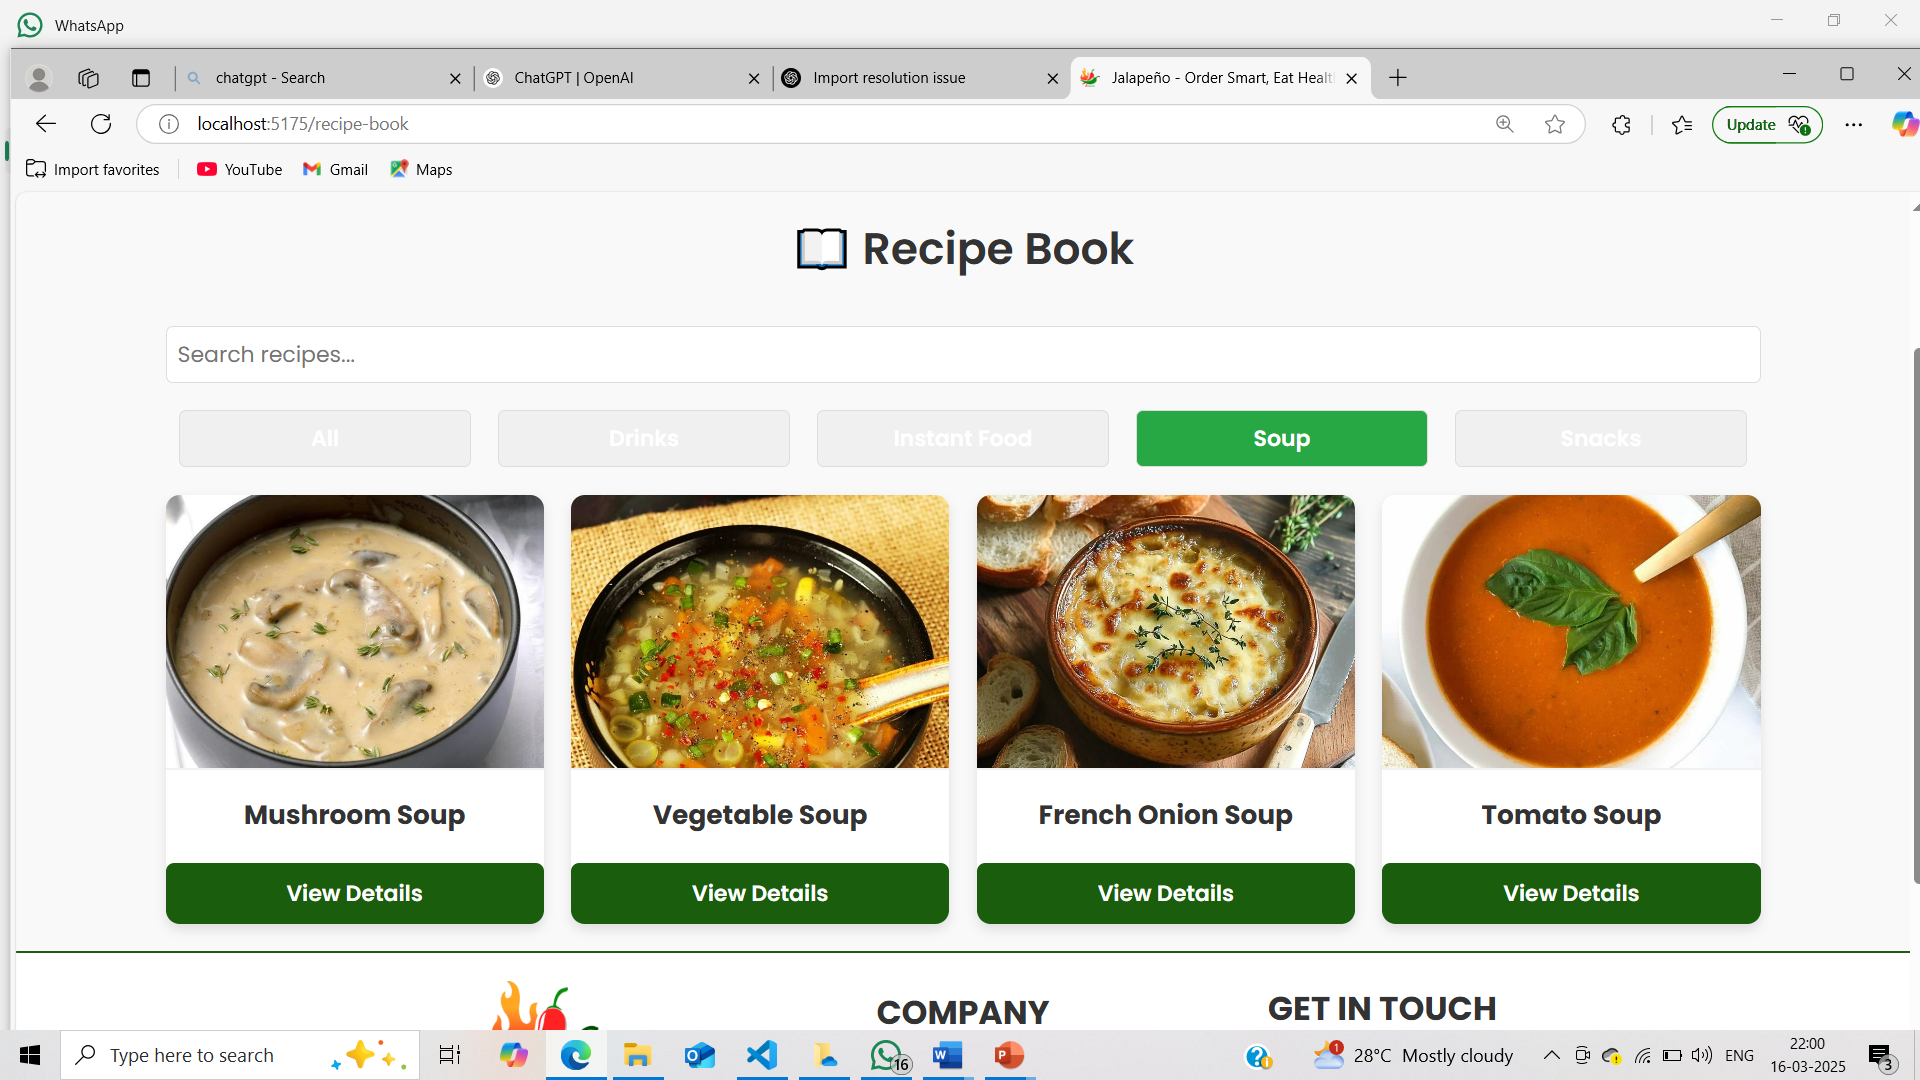 WhatsApp
chatgpt - Search
ChatGPT | OpenAI
Import resolution issue
Jalapeño - Order Smart, Eat Healt
localhost:5175/recipe-book
Update
Import favorites
YouTube
Gmail
Maps
Recipe Book
Search recipes...
All
Drinks
Instant Food
Soup
Snacks
Mushroom Soup
Vegetable Soup
French Onion Soup
Tomato Soup
View Details
View Details
View Details
View Details
COMPANY
GET IN TOUCH
Type here to search
16
1
28°C Mostly cloudy
ENG
22:00
16-03-2025
3